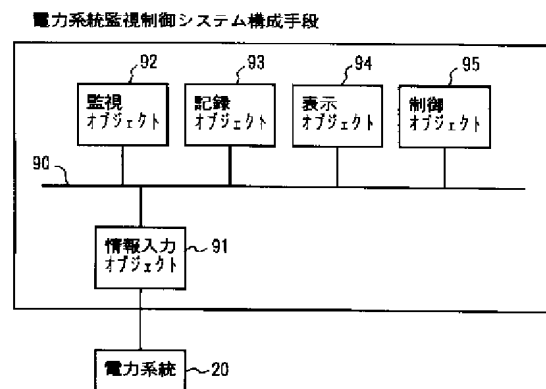 電力系統監視制御システム構成手段
92
93
94
95
監視
オブジェクト
記録
オブジェクト
表示
オブジェクト
制御
オブジェクト
90
情報入力
オブジェクト
91
電力系統
20